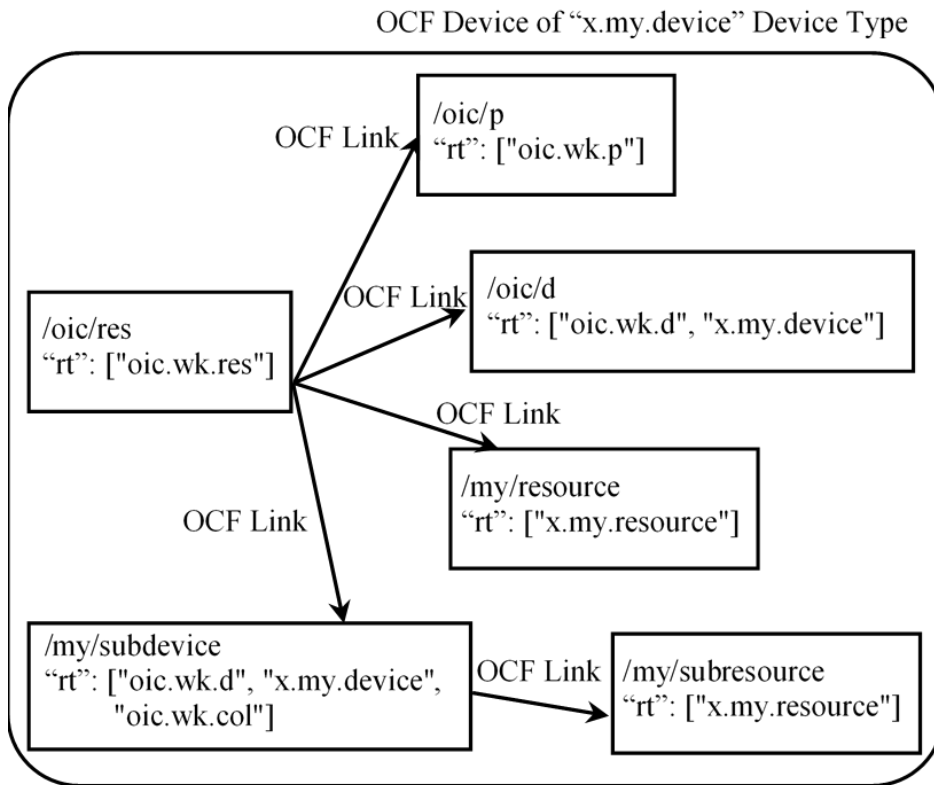 OCF Device of “x.my.device” Device Type
/oic/p
“rt”: ["oic.wk.p"]
OCF Link
/oic/d
“rt”: ["oic.wk.d", "x.my.device"]
OCF Link
/oic/res
“rt”: ["oic.wk.res"]
OCF Link
/my/resource
“rt”: ["x.my.resource"]
OCF Link
/my/subdevice
“rt”: ["oic.wk.d", "x.my.device",
"oic.wk.col"]
OCF Link
/my/subresource
“rt”: ["x.my.resource"]